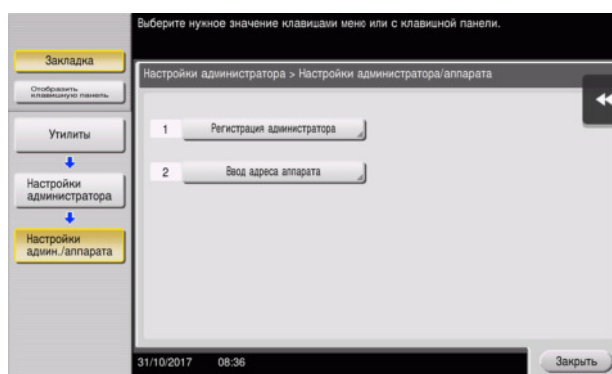 Выберите нужное значение клавишами меню или с клавишной панели.
Закладка
Отобразить
клавишную панель
Утилиты
Настройки
администратора
Настройки
админ./аппарата
Настройки администратора > Настройки администратора/аппарата
1 Регистрация администратора
2 Ввод адреса аппарата
31/10/2017 08:36
Закрыть